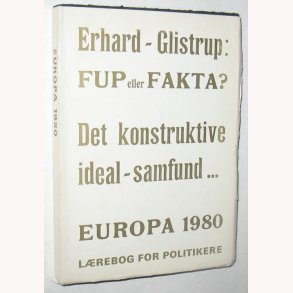 Erhard - Glistrup:
FUP eller FAKTA?
Det konstruktive
ideal-samfund ...
EUROPA 1980
LÆREBOG FOR POLITIKERE
EUROPA 1980